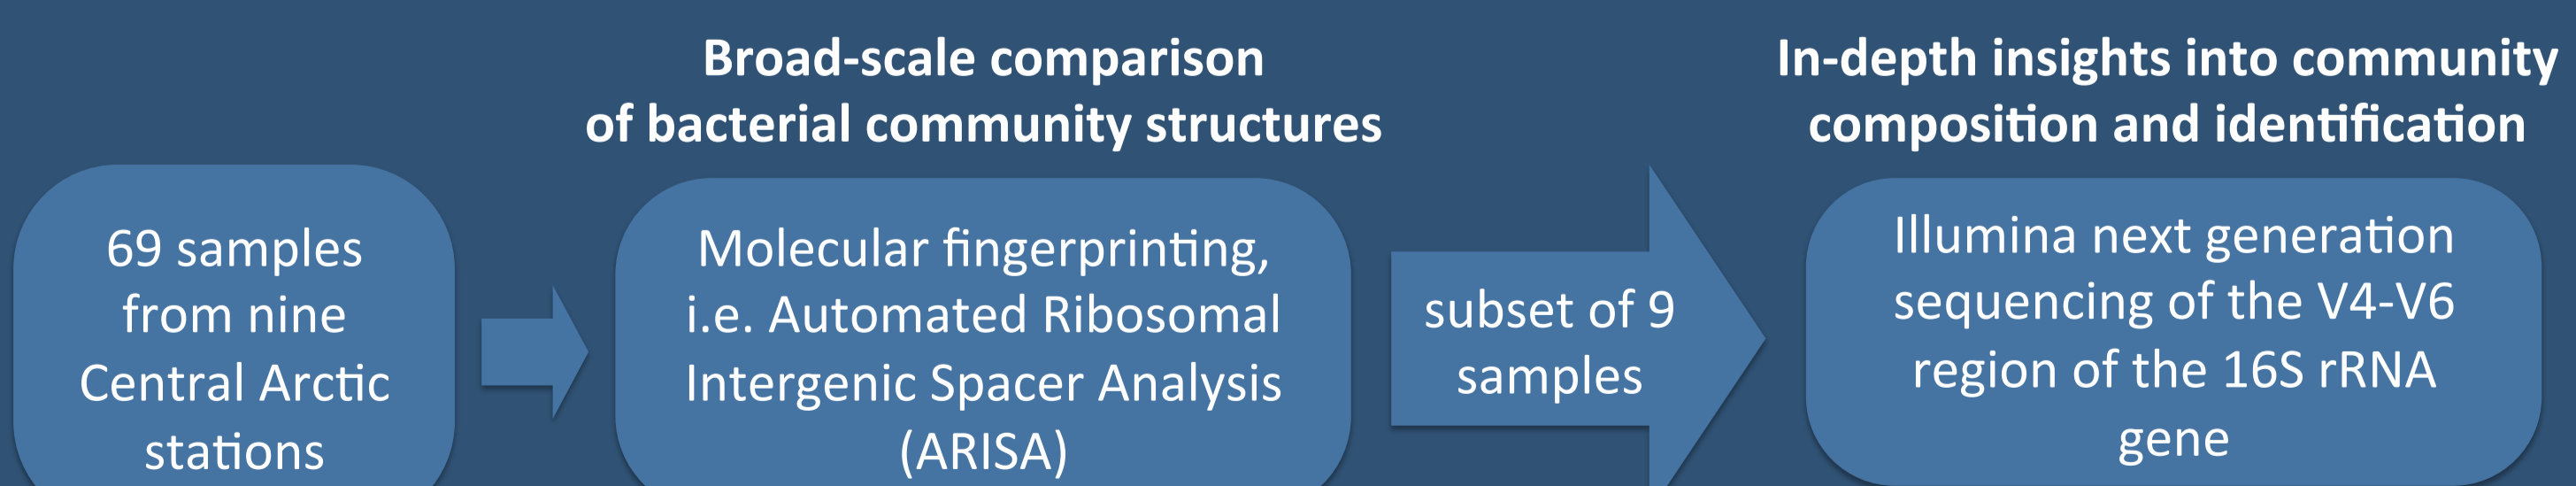 Broad-scale comparison
of bacterial community structures
In-depth insights into community
composition and identification
69 samples
from nine
Central Arctic
stations
Molecular fingerprinting,
i.e. Automated Ribosomal
Intergenic Spacer Analysis
(ARISA)
subset of 9
samples
Illumina next generation
sequencing of the V4-V6
region of the 16S rRNA
gene